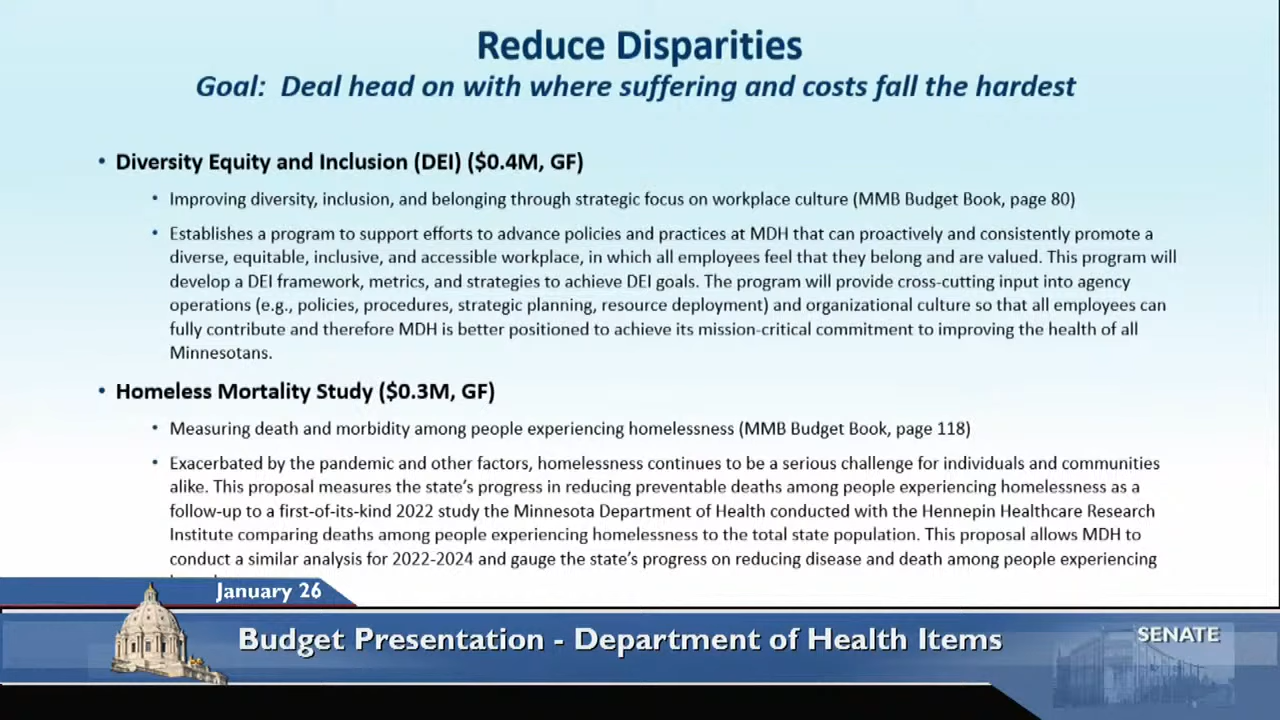 Reduce Disparities
Goal: Deal head on with where suffering and costs fall the hardest
• Diversity Equity and Inclusion (DEI) ($0.4M, GF)
• Improving diversity, inclusion, and belonging through strategic focus on workplace culture (MMB Budget Book, page 80)
• Establishes a program to support efforts to advance policies and practices at MDH that can proactively and consistently promote a
diverse, equitable, inclusive, and accessible workplace, in which all employees feel that they belong and are valued. This program will
develop a DEI framework, metrics, and strategies to achieve DEI goals. The program will provide cross-cutting input into agency
operations (e.g., policies, procedures, strategic planning, resource deployment) and organizational culture so that all employees can
fully contribute and therefore MDH is better positioned to achieve its mission-critical commitment to improving the health of all
Minnesotans.
• Homeless Mortality Study ($0.3M, GF)
• Measuring death and morbidity among people experiencing homelessness (MMB Budget Book, page 118)
• Exacerbated by the pandemic and other factors, homelessness continues to be a serious challenge for individuals and communities
alike. This proposal measures the state's progress in reducing preventable deaths among people experiencing homelessness as a
follow-up to a first-of-its-kind 2022 study the Minnesota Department of Health conducted with the Hennepin Healthcare Research
Institute comparing deaths among people experiencing homelessness to the total state population. This proposal allows MDH to
conduct a similar analysis for 2022-2024 and gauge the state's progress on reducing disease and death among people experiencing
January 26
Budget Presentation - Department of Health Items
SENATE